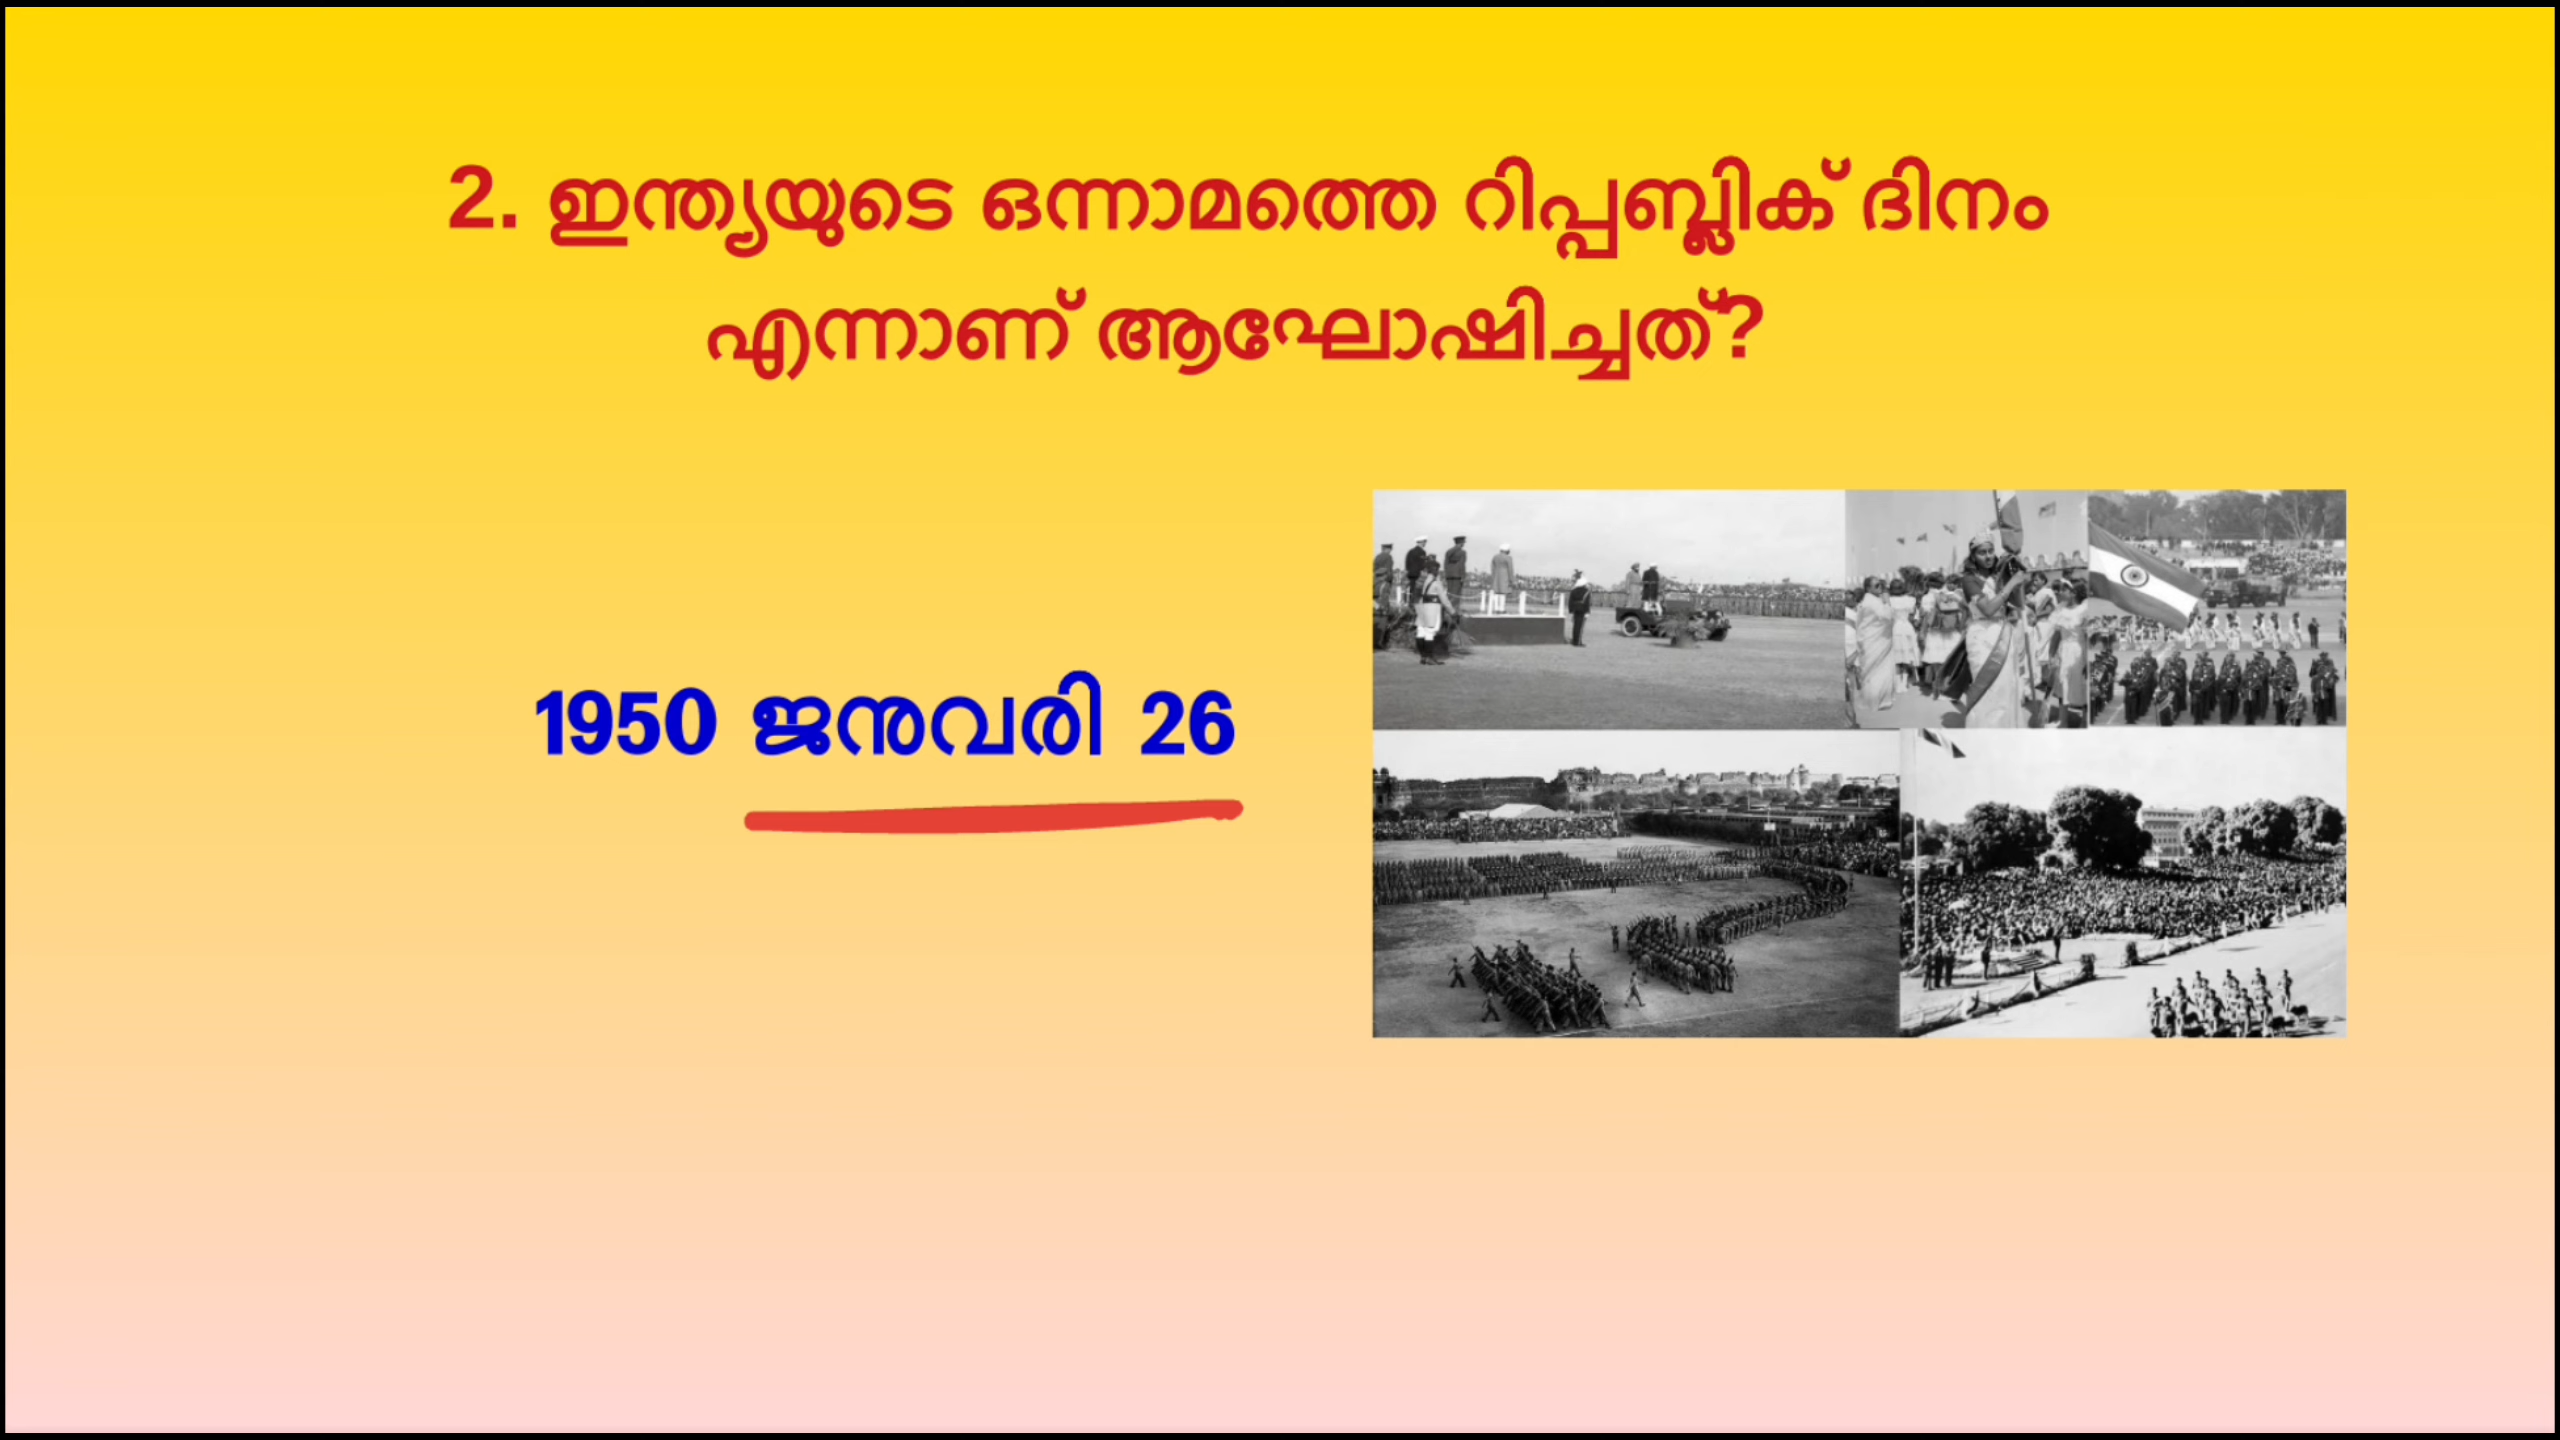 2. ഇന്ത്യയുടെ ഒന്നാമത്തെ റിപ്പബ്ലിക് ദിനം
എന്നാണ് ആഘോഷിച്ചത്?
1950 ജനുവരി 26